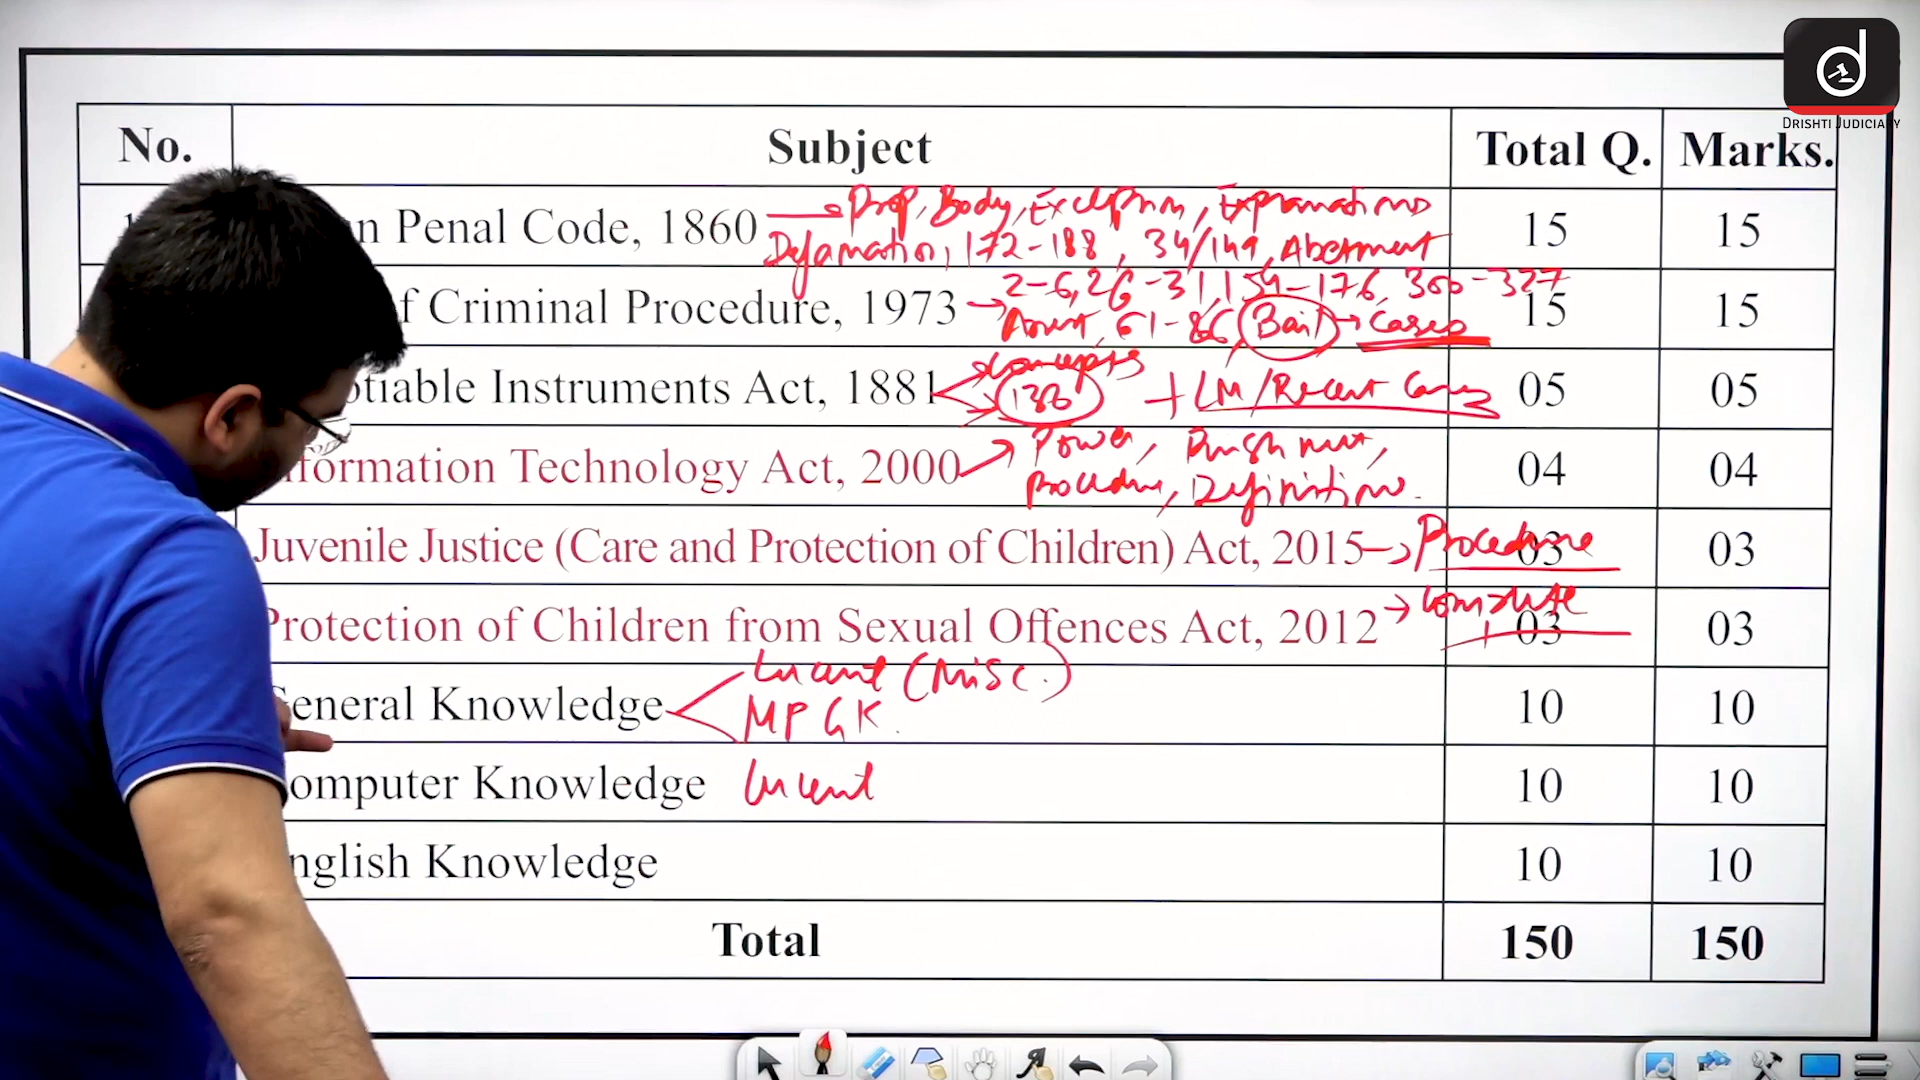 DRISHTI JUDICIARY
No. Subject Total Q. Marks.
Prop, Body, Exception, Explanations
n Penal Code, 1860 15 15
Defamation, 172-188, 34/149, Abetment
2-6, 26-31, 154-176, 300-327
f Criminal Procedure, 1973 15 15
Arrest, 61-86, Bail → Cases
Concepts
otiable Instruments Act, 1881 05 05
138 + LM/Recent Cases
Power, Punishment,
nformation Technology Act, 2000 04 04
Procedure, Definitions.
Juvenile Justice (Care and Protection of Children) Act, 2015 → Procedure 03 03
Protection of Children from Sexual Offences Act, 2012 → Complete 03 03
Lucent (Misc.)
General Knowledge 10 10
MP GK.
omputer Knowledge Lucent 10 10
nglish Knowledge 10 10
Total 150 150